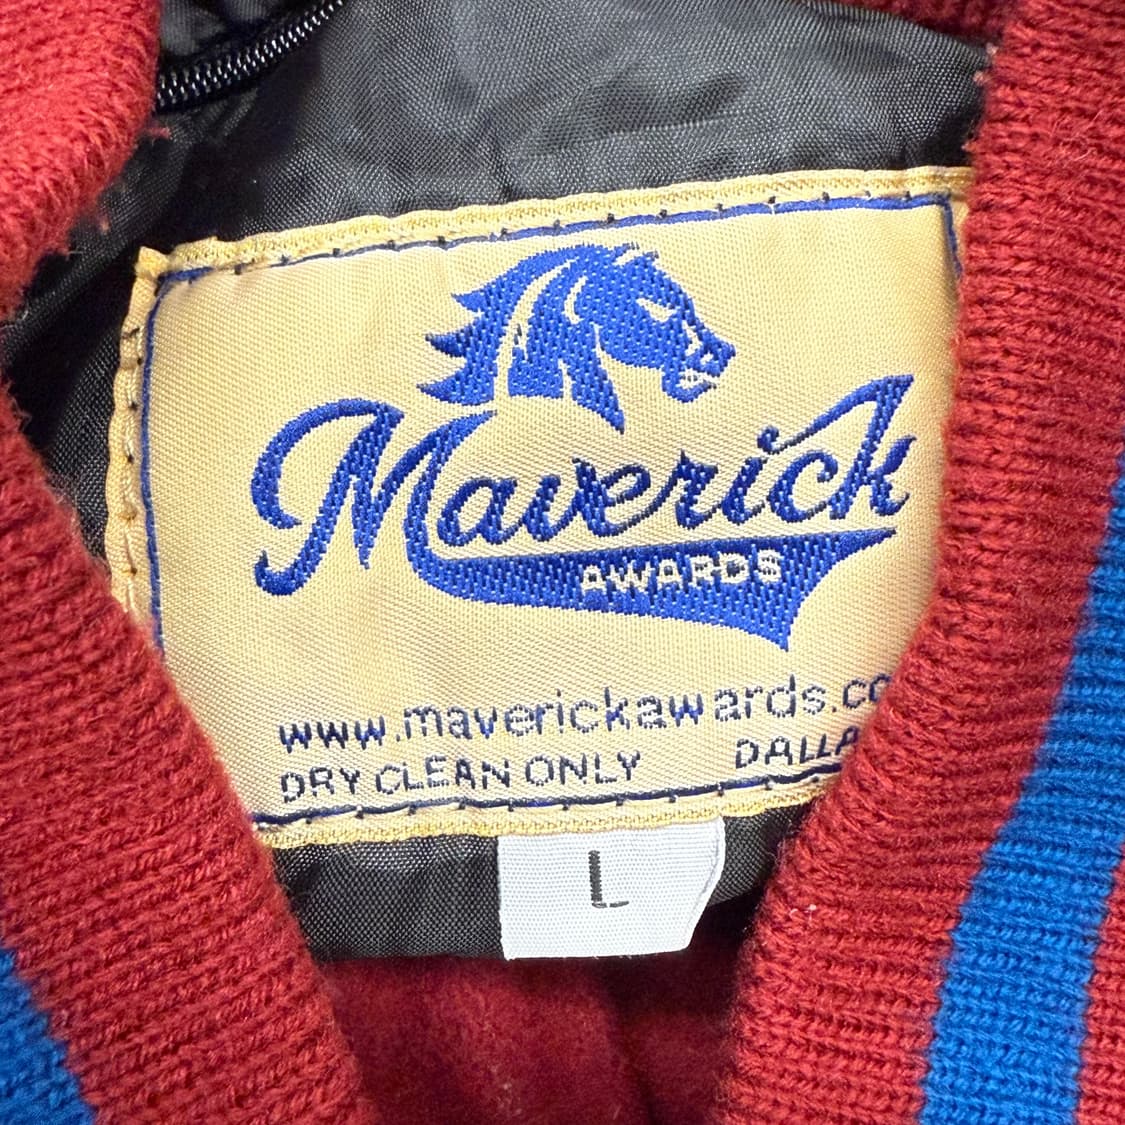 Maverick
AWARDS
www.maverickawards.co
DRY CLEAN ONLY DALLA
L